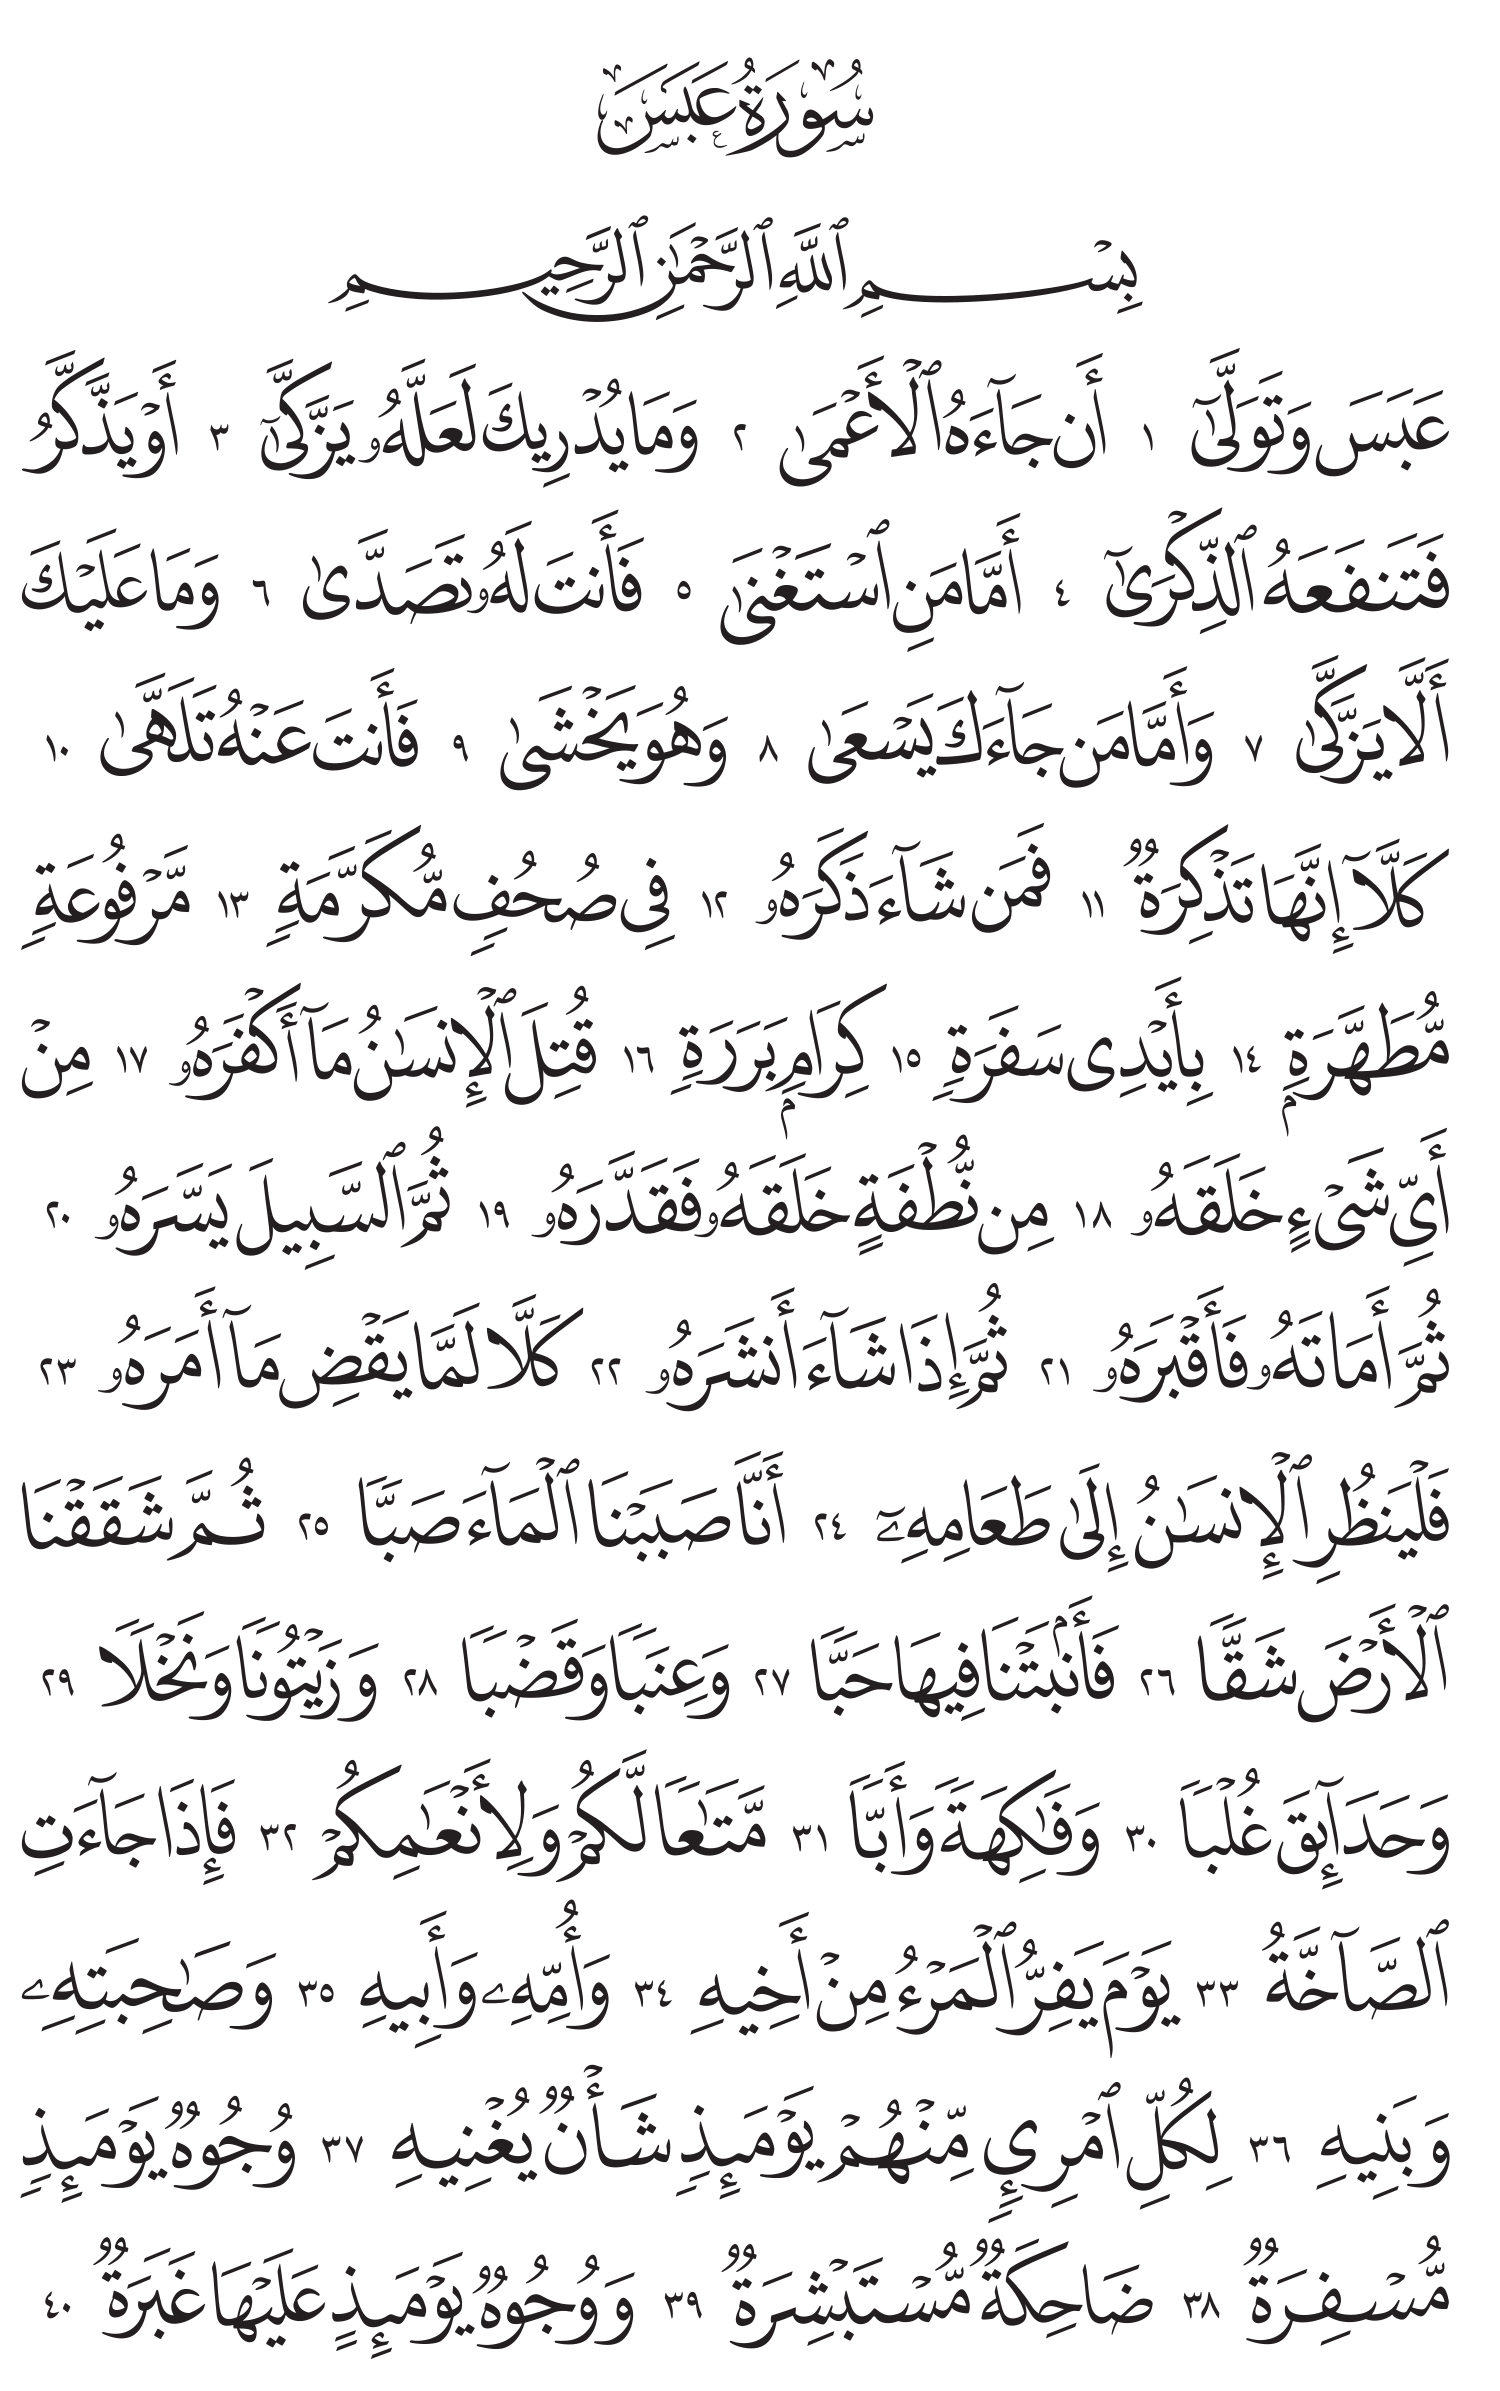 سُورَةُ عَبَسَ
بِسْمِ ٱللَّهِ ٱلرَّحْمَٰنِ ٱلرَّحِيمِ
عَبَسَ وَتَوَلَّىٰٓ ١ أَن جَآءَهُ ٱلْأَعْمَىٰ ٢ وَمَا يُدْرِيكَ لَعَلَّهُۥ يَزَّكَّىٰٓ ٣ أَوْ يَذَّكَّرُ
فَتَنفَعَهُ ٱلذِّكْرَىٰٓ ٤ أَمَّا مَنِ ٱسْتَغْنَىٰ ٥ فَأَنتَ لَهُۥ تَصَدَّىٰ ٦ وَمَا عَلَيْكَ
أَلَّا يَزَّكَّىٰ ٧ وَأَمَّا مَن جَآءَكَ يَسْعَىٰ ٨ وَهُوَ يَخْشَىٰ ٩ فَأَنتَ عَنْهُ تَلَهَّىٰ ١٠
كَلَّآ إِنَّهَا تَذْكِرَةٌ ١١ فَمَن شَآءَ ذَكَرَهُۥ ١٢ فِى صُحُفٍ مُّكَرَّمَةٍ ١٣ مَّرْفُوعَةٍ
مُّطَهَّرَةٍۭ ١٤ بِأَيْدِى سَفَرَةٍ ١٥ كِرَامٍۭ بَرَرَةٍ ١٦ قُتِلَ ٱلْإِنسَٰنُ مَآ أَكْفَرَهُۥ ١٧ مِنْ
أَىِّ شَىْءٍ خَلَقَهُۥ ١٨ مِن نُّطْفَةٍ خَلَقَهُۥ فَقَدَّرَهُۥ ١٩ ثُمَّ ٱلسَّبِيلَ يَسَّرَهُۥ ٢٠
ثُمَّ أَمَاتَهُۥ فَأَقْبَرَهُۥ ٢١ ثُمَّ إِذَا شَآءَ أَنشَرَهُۥ ٢٢ كَلَّا لَمَّا يَقْضِ مَآ أَمَرَهُۥ ٢٣
فَلْيَنظُرِ ٱلْإِنسَٰنُ إِلَىٰ طَعَامِهِۦٓ ٢٤ أَنَّا صَبَبْنَا ٱلْمَآءَ صَبًّا ٢٥ ثُمَّ شَقَقْنَا
ٱلْأَرْضَ شَقًّا ٢٦ فَأَنۢبَتْنَا فِيهَا حَبًّا ٢٧ وَعِنَبًا وَقَضْبًا ٢٨ وَزَيْتُونًا وَنَخْلًا ٢٩
وَحَدَآئِقَ غُلْبًا ٣٠ وَفَٰكِهَةً وَأَبًّا ٣١ مَّتَٰعًا لَّكُمْ وَلِأَنْعَٰمِكُمْ ٣٢ فَإِذَا جَآءَتِ
ٱلصَّآخَّةُ ٣٣ يَوْمَ يَفِرُّ ٱلْمَرْءُ مِنْ أَخِيهِ ٣٤ وَأُمِّهِۦ وَأَبِيهِ ٣٥ وَصَٰحِبَتِهِۦ
وَبَنِيهِ ٣٦ لِكُلِّ ٱمْرِئٍ مِّنْهُمْ يَوْمَئِذٍ شَأْنٌ يُغْنِيهِ ٣٧ وُجُوهٌ يَوْمَئِذٍ
مُّسْفِرَةٌ ٣٨ ضَاحِكَةٌ مُّسْتَبْشِرَةٌ ٣٩ وَوُجُوهٌ يَوْمَئِذٍ عَلَيْهَا غَبَرَةٌ ٤٠